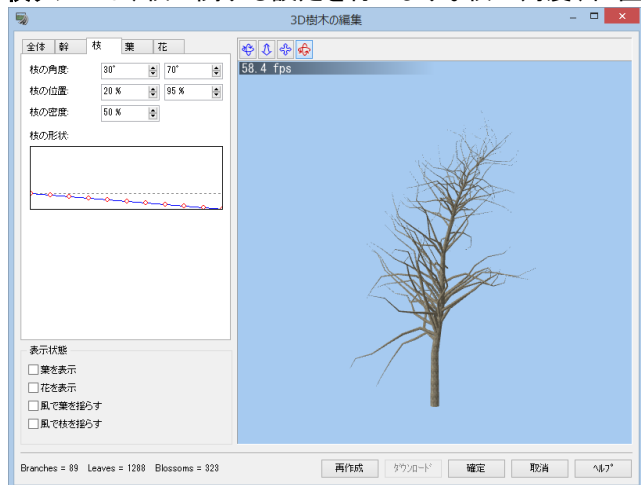 3D樹木の編集
全体 幹 枝 葉 花
58.4 fps
枝の角度: 30° 70°
枝の位置: 20 % 95 %
枝の密度: 50 %
枝の形状:
表示状態
葉を表示
花を表示
風で葉を揺らす
風で枝を揺らす
Branches = 89 Leaves = 1288 Blossoms = 323
再作成 ダウンロード 確定 取消 ヘルプ